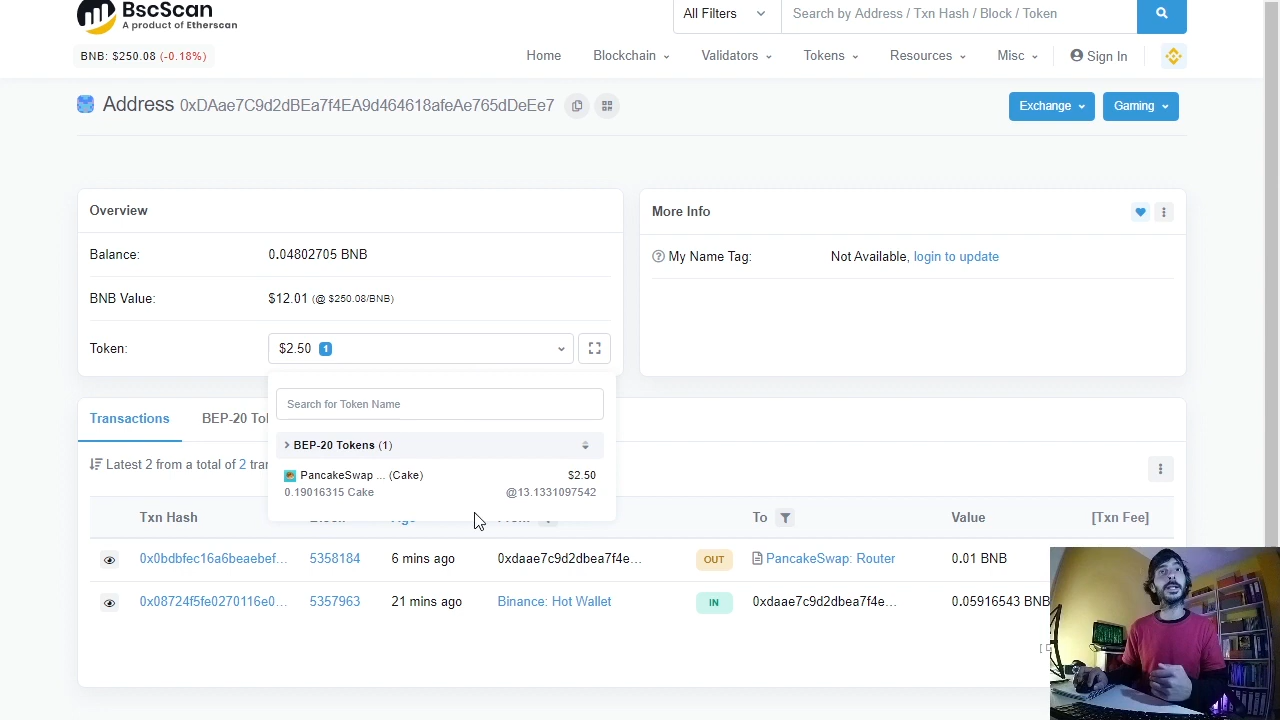 BscScan
A product of Etherscan
All Filters
Search by Address / Txn Hash / Block / Token
BNB: $250.08 (-0.18%)
Home Blockchain Validators Tokens Resources Misc Sign In
Address 0xDAae7C9d2dBEa7f4EA9d464618afeAe765dDeEe7
Exchange Gaming
Overview
Balance: 0.04802705 BNB
BNB Value: $12.01 (@ $250.08/BNB)
Token: $2.50 1
Search for Token Name
BEP-20 Tokens (1)
PancakeSwap ... (Cake) $2.50
0.19016315 Cake @13.1331097542
More Info
My Name Tag: Not Available, login to update
Transactions BEP-20 Tol
Latest 2 from a total of 2 tran
Txn Hash To Value [Txn Fee]
0x0bdbfec16a6beaebef... 5358184 6 mins ago 0xdaae7c9d2dbea7f4e... OUT PancakeSwap: Router 0.01 BNB
0x08724f5fe0270116e0... 5357963 21 mins ago Binance: Hot Wallet IN 0xdaae7c9d2dbea7f4e... 0.05916543 BNB